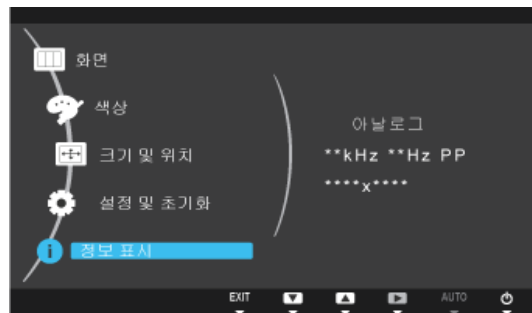 화면
색상
크기 및 위치
설정 및 초기화
정보 표시
아날로그
**kHz **Hz PP
****x****
EXIT
AUTO